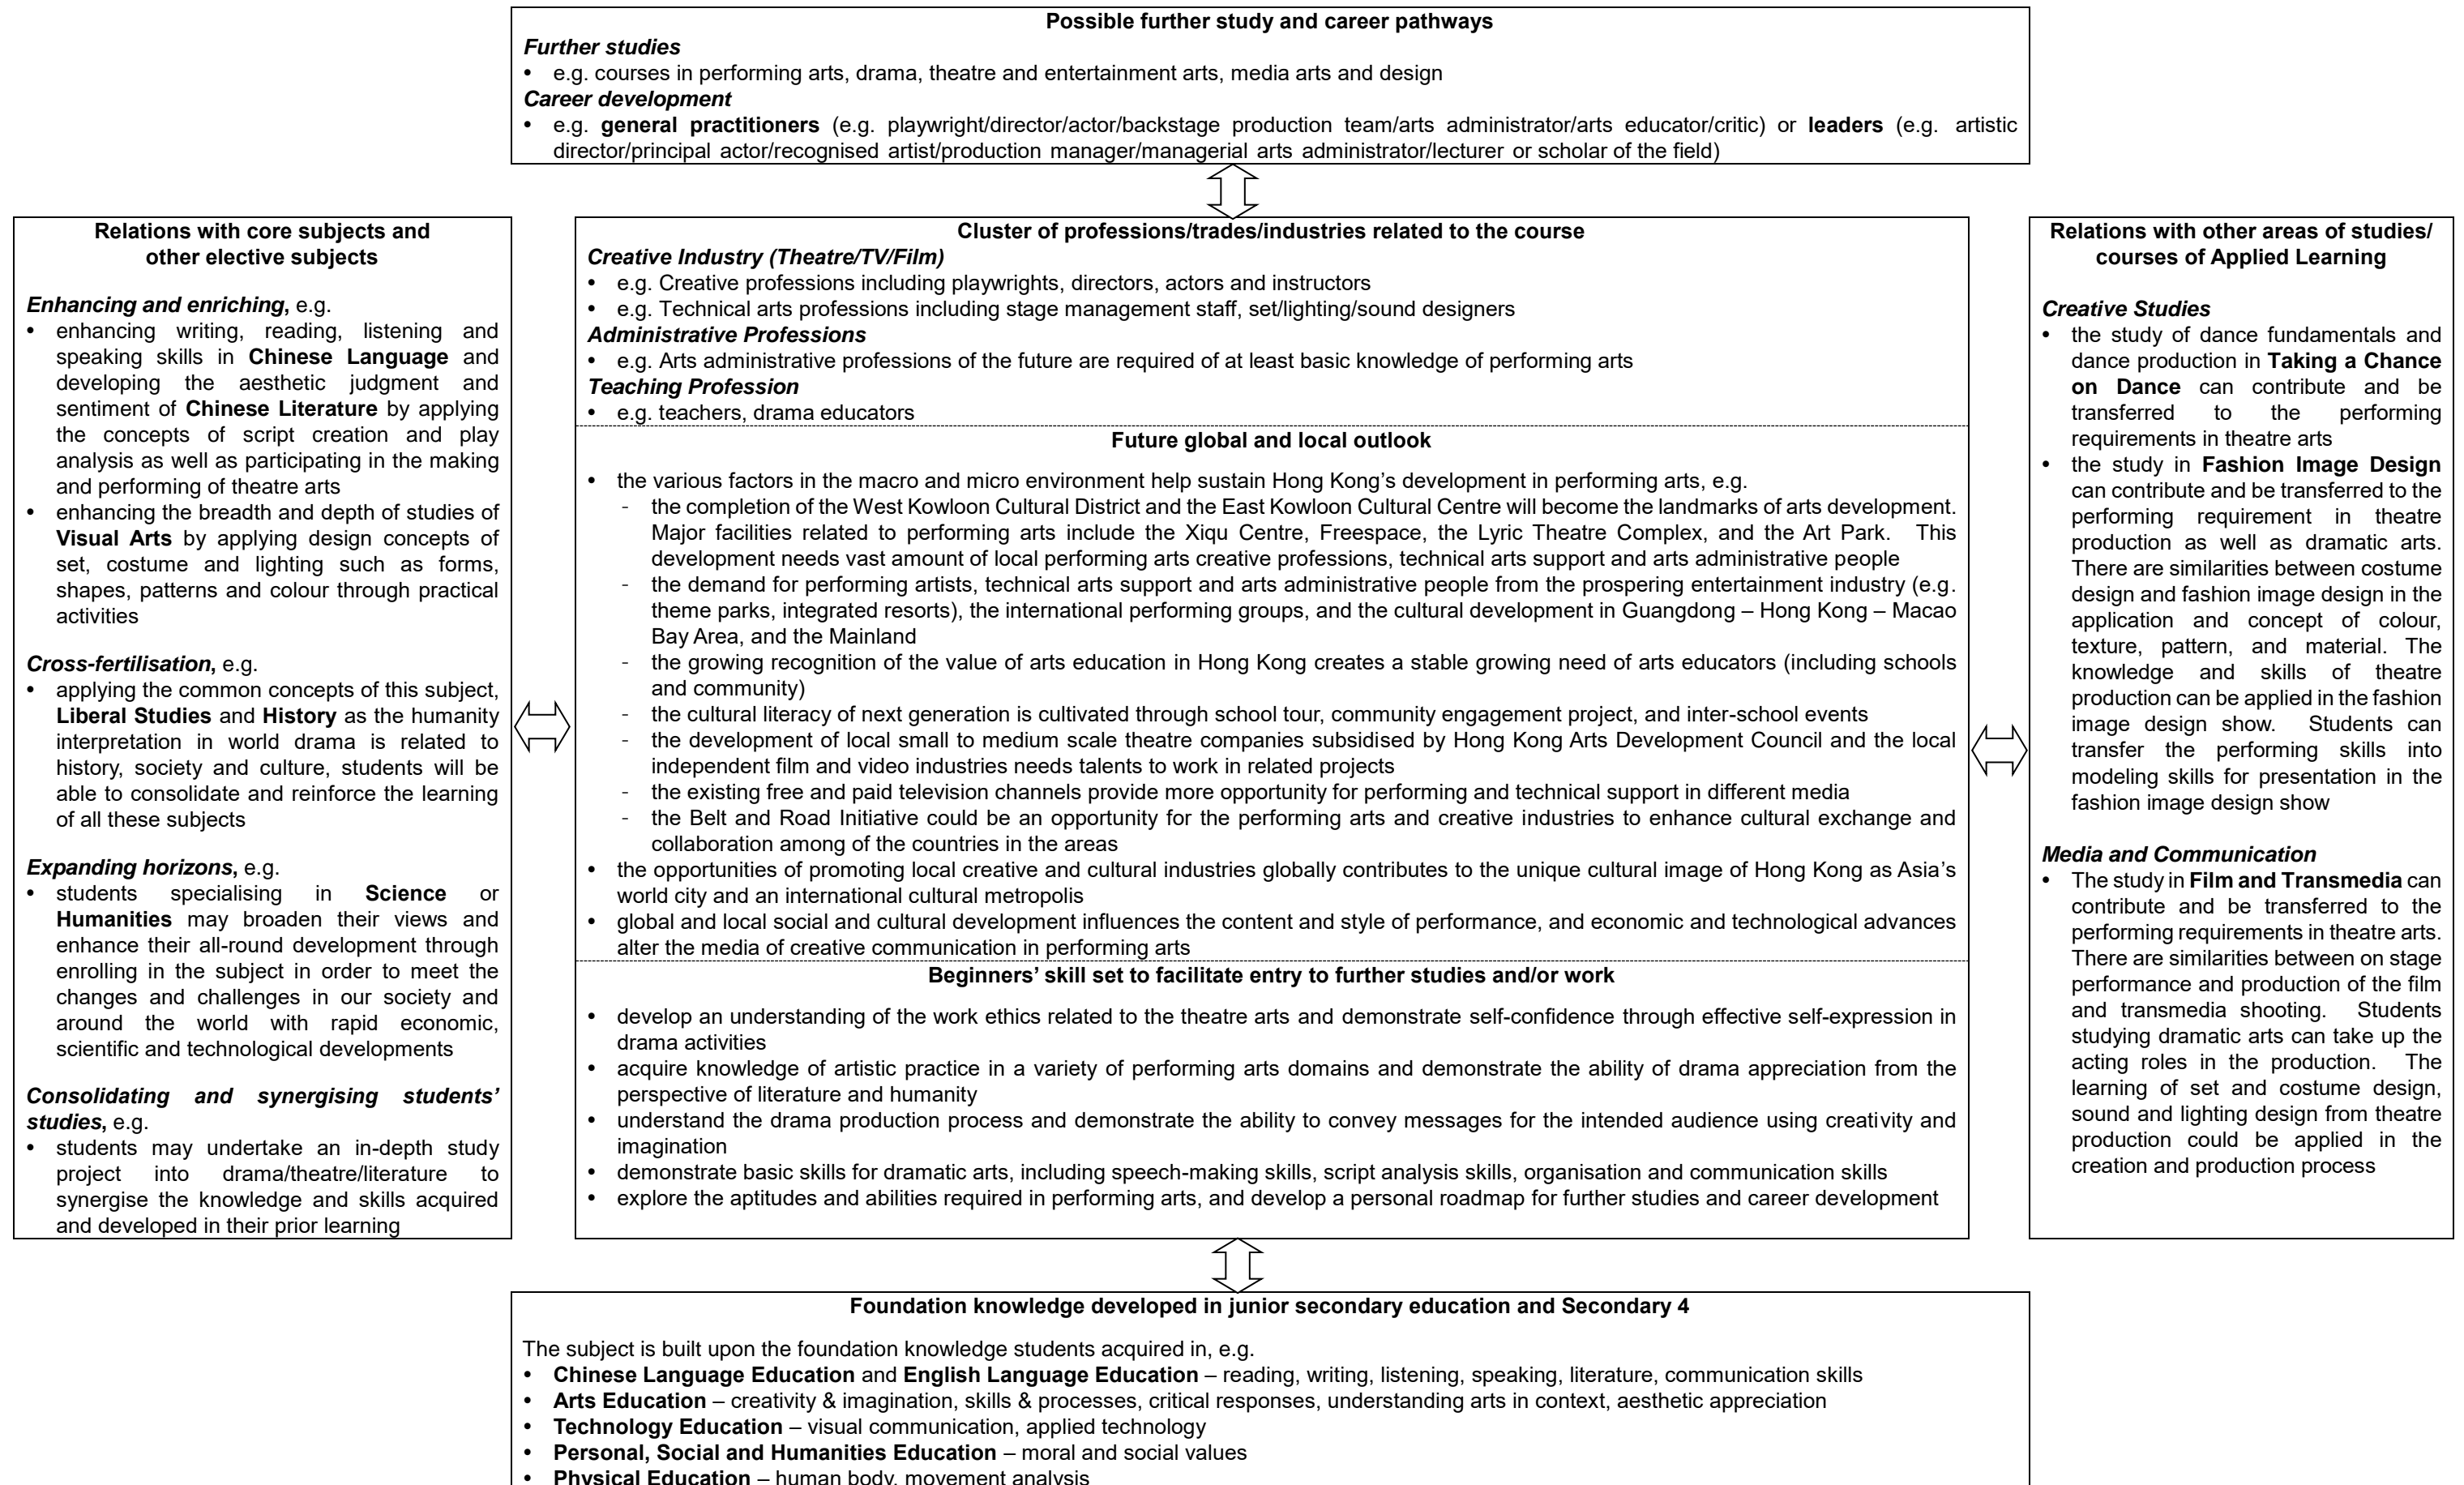 Possible further study and career pathways
Further studies
• e.g. courses in performing arts, drama, theatre and entertainment arts, media arts and design
Career development
• e.g. general practitioners (e.g. playwright/director/actor/backstage production team/arts administrator/arts educator/critic) or leaders (e.g. artistic
director/principal actor/recognised artist/production manager/managerial arts administrator/lecturer or scholar of the field)
Relations with core subjects and
other elective subjects
Enhancing and enriching, e.g.
• enhancing writing, reading, listening and
speaking skills in Chinese Language and
developing the aesthetic judgment and
sentiment of Chinese Literature by applying
the concepts of script creation and play
analysis as well as participating in the making
and performing of theatre arts
• enhancing the breadth and depth of studies of
Visual Arts by applying design concepts of
set, costume and lighting such as forms,
shapes, patterns and colour through practical
activities
Cross-fertilisation, e.g.
• applying the common concepts of this subject,
Liberal Studies and History as the humanity
interpretation in world drama is related to
history, society and culture, students will be
able to consolidate and reinforce the learning
of all these subjects
Expanding horizons, e.g.
• students specialising in Science or
Humanities may broaden their views and
enhance their all-round development through
enrolling in the subject in order to meet the
changes and challenges in our society and
around the world with rapid economic,
scientific and technological developments
Consolidating and synergising students'
studies, e.g.
• students may undertake an in-depth study
project into drama/theatre/literature to
synergise the knowledge and skills acquired
and developed in their prior learning
Cluster of professions/trades/industries related to the course
Creative Industry (Theatre/TV/Film)
• e.g. Creative professions including playwrights, directors, actors and instructors
• e.g. Technical arts professions including stage management staff, set/lighting/sound designers
Administrative Professions
• e.g. Arts administrative professions of the future are required of at least basic knowledge of performing arts
Teaching Profession
• e.g. teachers, drama educators
Future global and local outlook
• the various factors in the macro and micro environment help sustain Hong Kong's development in performing arts, e.g.
- the completion of the West Kowloon Cultural District and the East Kowloon Cultural Centre will become the landmarks of arts development.
Major facilities related to performing arts include the Xiqu Centre, Freespace, the Lyric Theatre Complex, and the Art Park. This
development needs vast amount of local performing arts creative professions, technical arts support and arts administrative people
- the demand for performing artists, technical arts support and arts administrative people from the prospering entertainment industry (e.g.
theme parks, integrated resorts), the international performing groups, and the cultural development in Guangdong – Hong Kong – Macao
Bay Area, and the Mainland
- the growing recognition of the value of arts education in Hong Kong creates a stable growing need of arts educators (including schools
and community)
- the cultural literacy of next generation is cultivated through school tour, community engagement project, and inter-school events
- the development of local small to medium scale theatre companies subsidised by Hong Kong Arts Development Council and the local
independent film and video industries needs talents to work in related projects
- the existing free and paid television channels provide more opportunity for performing and technical support in different media
- the Belt and Road Initiative could be an opportunity for the performing arts and creative industries to enhance cultural exchange and
collaboration among of the countries in the areas
• the opportunities of promoting local creative and cultural industries globally contributes to the unique cultural image of Hong Kong as Asia's
world city and an international cultural metropolis
• global and local social and cultural development influences the content and style of performance, and economic and technological advances
alter the media of creative communication in performing arts
Beginners' skill set to facilitate entry to further studies and/or work
• develop an understanding of the work ethics related to the theatre arts and demonstrate self-confidence through effective self-expression in
drama activities
• acquire knowledge of artistic practice in a variety of performing arts domains and demonstrate the ability of drama appreciation from the
perspective of literature and humanity
• understand the drama production process and demonstrate the ability to convey messages for the intended audience using creativity and
imagination
• demonstrate basic skills for dramatic arts, including speech-making skills, script analysis skills, organisation and communication skills
• explore the aptitudes and abilities required in performing arts, and develop a personal roadmap for further studies and career development
Relations with other areas of studies/
courses of Applied Learning
Creative Studies
• the study of dance fundamentals and
dance production in Taking a Chance
on Dance can contribute and be
transferred to the performing
requirements in theatre arts
• the study in Fashion Image Design
can contribute and be transferred to the
performing requirement in theatre
production as well as dramatic arts.
There are similarities between costume
design and fashion image design in the
application and concept of colour,
texture, pattern, and material. The
knowledge and skills of theatre
production can be applied in the fashion
image design show. Students can
transfer the performing skills into
modeling skills for presentation in the
fashion image design show
Media and Communication
• The study in Film and Transmedia can
contribute and be transferred to the
performing requirements in theatre arts.
There are similarities between on stage
performance and production of the film
and transmedia shooting. Students
studying dramatic arts can take up the
acting roles in the production. The
learning of set and costume design,
sound and lighting design from theatre
production could be applied in the
creation and production process
Foundation knowledge developed in junior secondary education and Secondary 4
The subject is built upon the foundation knowledge students acquired in, e.g.
• Chinese Language Education and English Language Education – reading, writing, listening, speaking, literature, communication skills
• Arts Education – creativity & imagination, skills & processes, critical responses, understanding arts in context, aesthetic appreciation
• Technology Education – visual communication, applied technology
• Personal, Social and Humanities Education – moral and social values
• Physical Education – human body, movement analysis